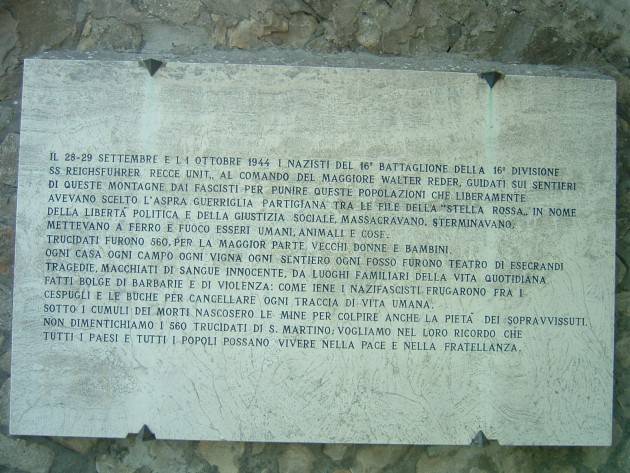 IL 28-29 SETTEMBRE E L'1 OTTOBRE 1944 I NAZISTI DEL 16° BATTAGLIONE DELLA 16° DIVISIONE
SS REICHSFUHRER RECCE UNIT., AL COMANDO DEL MAGGIORE WALTER REDER, GUIDATI SUI SENTIERI
DI QUESTE MONTAGNE DAI FASCISTI PER PUNIRE QUESTE POPOLAZIONI CHE LIBERAMENTE
AVEVANO SCELTO L'ASPRA GUERRIGLIA PARTIGIANA TRA LE FILE DELLA "STELLA ROSSA„ IN NOME
DELLA LIBERTA' POLITICA E DELLA GIUSTIZIA SOCIALE, MASSACRAVANO, STERMINAVANO,
METTEVANO A FERRO E FUOCO ESSERI UMANI, ANIMALI E COSE.
TRUCIDATI FURONO 560, PER LA MAGGIOR PARTE VECCHI DONNE E BAMBINI.
OGNI CASA OGNI CAMPO OGNI VIGNA OGNI SENTIERO OGNI FOSSO FURONO TEATRO DI ESECRANDI
TRAGEDIE, MACCHIATI DI SANGUE INNOCENTE, DA LUOGHI FAMILIARI DELLA VITA QUOTIDIANA
FATTI BOLGE DI BARBARIE E DI VIOLENZA: COME IENE I NAZIFASCISTI FRUGARONO FRA I
CESPUGLI E LE BUCHE PER CANCELLARE OGNI TRACCIA DI VITA UMANA.
SOTTO I CUMULI DEI MORTI NASCOSERO LE MINE PER COLPIRE ANCHE LA PIETA' DEI SOPRAVVISSUTI.
NON DIMENTICHIAMO I 560 TRUCIDATI DI S. MARTINO; VOGLIAMO NEL LORO RICORDO CHE
TUTTI I PAESI E TUTTI I POPOLI POSSANO VIVERE NELLA PACE E NELLA FRATELLANZA.